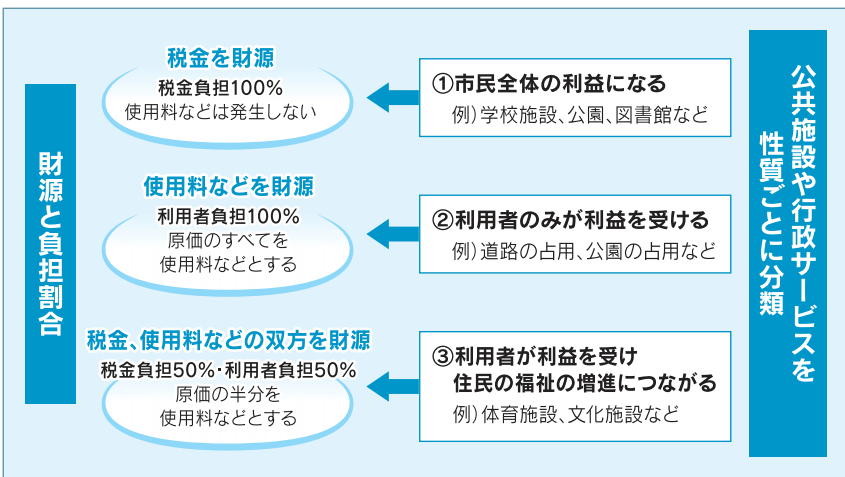 公共施設や行政サービスを
性質ごとに分類
①市民全体の利益になる
例）学校施設、公園、図書館など
税金を財源
税金負担100％
使用料などは発生しない
②利用者のみが利益を受ける
例）道路の占用、公園の占用など
使用料などを財源
利用者負担100％
原価のすべてを
使用料などとする
③利用者が利益を受け
住民の福祉の増進につながる
例）体育施設、文化施設など
税金、使用料などの双方を財源
税金負担50％・利用者負担50％
原価の半分を
使用料などとする
財源と負担割合